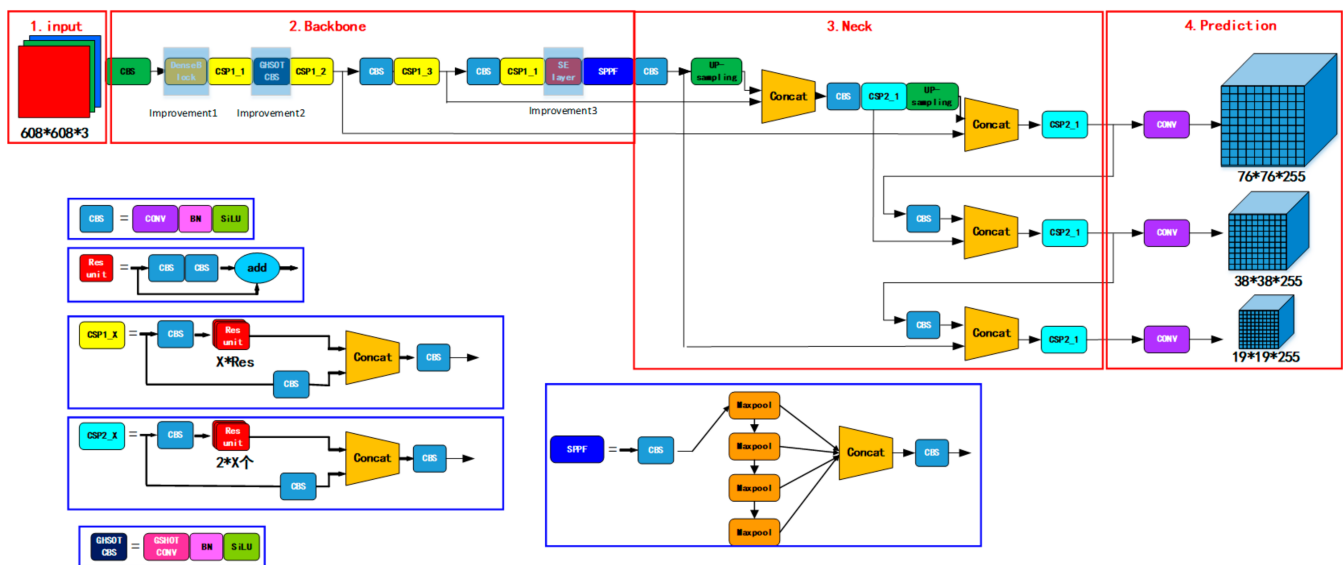 1. input
2. Backbone
3. Neck
4. Prediction
608*608*3
CBS
DenseB
lock
CSP1_1
GHSOT
CBS
CSP1_2
CBS
CSP1_3
CBS
CSP1_1
SE
layer
SPPF
CBS
Improvement1
Improvement2
Improvement3
UP-
sampling
Concat
CBS
CSP2_1
UP-
sampling
Concat
CSP2_1
CONV
76*76*255
CBS
Concat
CSP2_1
CONV
38*38*255
CBS
Concat
CSP2_1
CONV
19*19*255
CBS = CONV BN SiLU
Res
unit
=
CBS CBS add
CSP1_X = CBS
Res
unit
X*Res
CBS
Concat
CBS
CSP2_X = CBS
Res
unit
2*X个
CBS
Concat
CBS
GHSOT
CBS
=
GSHOT
CONV
BN SiLU
SPPF = CBS
Maxpool
Maxpool
Maxpool
Maxpool
Concat
CBS